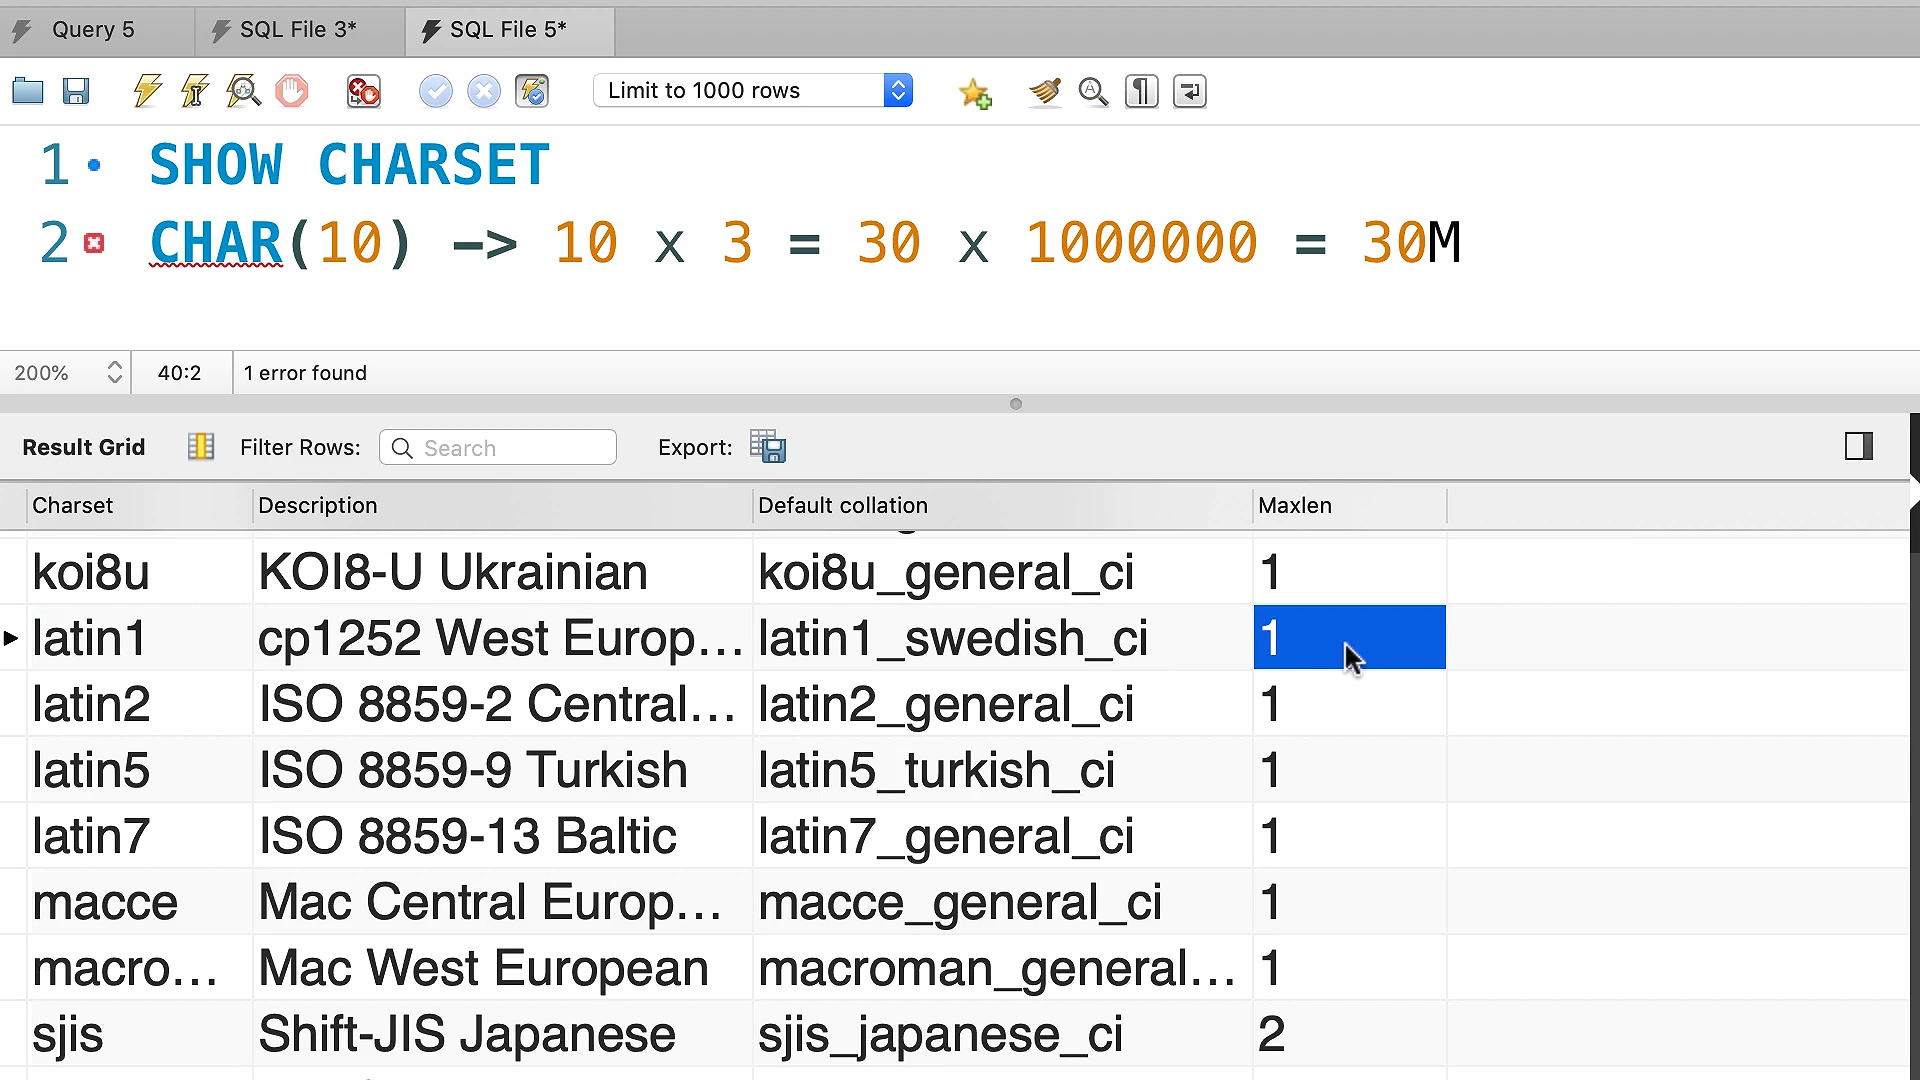 Query 5
SQL File 3*
SQL File 5*
Limit to 1000 rows
1 SHOW CHARSET
2 CHAR(10) -> 10 x 3 = 30 x 1000000 = 30M
200% 40:2 1 error found
Result Grid Filter Rows: Search Export:
Charset Description Default collation Maxlen
koi8u KOI8-U Ukrainian koi8u_general_ci 1
latin1 cp1252 West Europ... latin1_swedish_ci 1
latin2 ISO 8859-2 Central... latin2_general_ci 1
latin5 ISO 8859-9 Turkish latin5_turkish_ci 1
latin7 ISO 8859-13 Baltic latin7_general_ci 1
macce Mac Central Europ... macce_general_ci 1
macro... Mac West European macroman_general... 1
sjis Shift-JIS Japanese sjis_japanese_ci 2